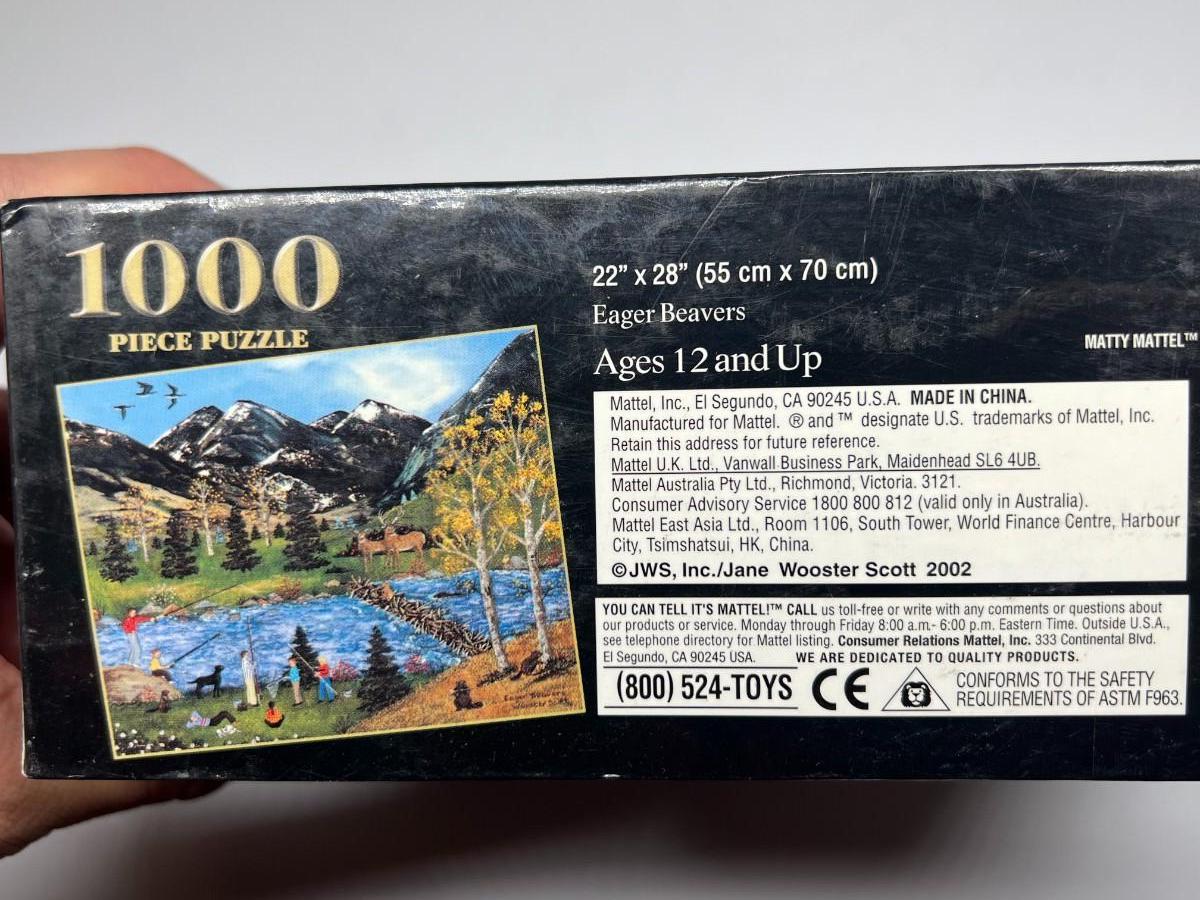 1000
PIECE PUZZLE
22” x 28” (55 cm x 70 cm)
Eager Beavers
Ages 12 and Up
MATTY MATTEL™
Mattel, Inc., El Segundo, CA 90245 U.S.A. MADE IN CHINA.
Manufactured for Mattel. ® and ™ designate U.S. trademarks of Mattel, Inc.
Retain this address for future reference.
Mattel U.K. Ltd., Vanwall Business Park, Maidenhead SL6 4UB.
Mattel Australia Pty Ltd., Richmond, Victoria. 3121.
Consumer Advisory Service 1800 800 812 (valid only in Australia).
Mattel East Asia Ltd., Room 1106, South Tower, World Finance Centre, Harbour
City, Tsimshatsui, HK, China.
©JWS, Inc./Jane Wooster Scott 2002
YOU CAN TELL IT'S MATTEL!™ CALL us toll-free or write with any comments or questions about
our products or service. Monday through Friday 8:00 a.m.- 6:00 p.m. Eastern Time. Outside U.S.A.,
see telephone directory for Mattel listing. Consumer Relations Mattel, Inc. 333 Continental Blvd.
El Segundo, CA 90245 USA. WE ARE DEDICATED TO QUALITY PRODUCTS.
(800) 524-TOYS
CE
CONFORMS TO THE SAFETY
REQUIREMENTS OF ASTM F963.